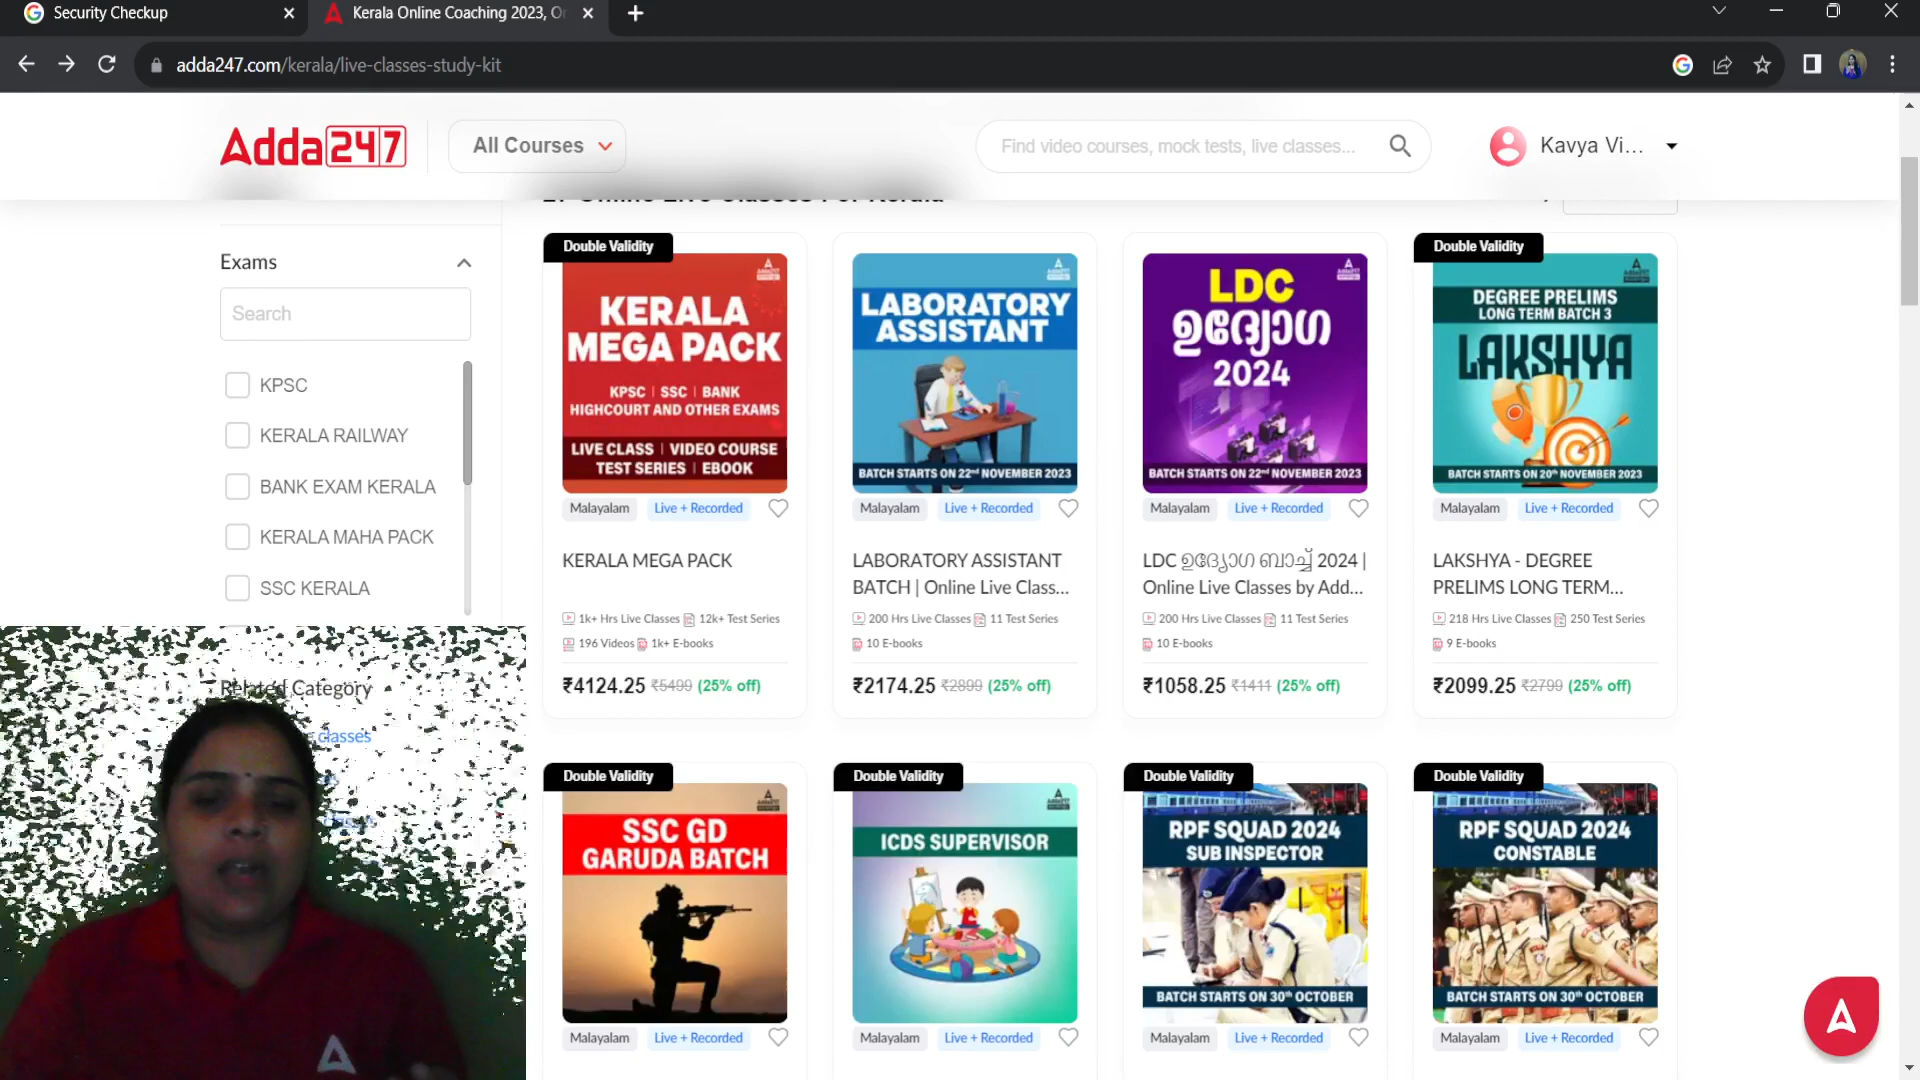 Security Checkup
Kerala Online Coaching 2023, O
adda247.com/kerala/live-classes-study-kit
Adda247
All Courses
Find video courses, mock tests, live classes...
Kavya Vi...
27 Online Live Classes For Kerala
Exams
Search
KPSC
KERALA RAILWAY
BANK EXAM KERALA
KERALA MAHA PACK
SSC KERALA
Related Category
classes
Double Validity
KERALA
MEGA PACK
KPSC | SSC | BANK
HIGHCOURT AND OTHER EXAMS
LIVE CLASS | VIDEO COURSE
TEST SERIES | EBOOK
Malayalam Live + Recorded
KERALA MEGA PACK
1k+ Hrs Live Classes 12k+ Test Series
196 Videos 1k+ E-books
₹4124.25 ₹5499 (25% off)
LABORATORY
ASSISTANT
BATCH STARTS ON 22nd NOVEMBER 2023
Malayalam Live + Recorded
LABORATORY ASSISTANT
BATCH | Online Live Class...
200 Hrs Live Classes 11 Test Series
10 E-books
₹2174.25 ₹2899 (25% off)
LDC
ഉദ്യോഗ
2024
BATCH STARTS ON 22nd NOVEMBER 2023
Malayalam Live + Recorded
LDC ഉദ്യോഗ ബാച്ച് 2024 |
Online Live Classes by Add...
200 Hrs Live Classes 11 Test Series
10 E-books
₹1058.25 ₹1411 (25% off)
Double Validity
DEGREE PRELIMS
LONG TERM BATCH 3
LAKSHYA
BATCH STARTS ON 20th NOVEMBER 2023
Malayalam Live + Recorded
LAKSHYA - DEGREE
PRELIMS LONG TERM...
218 Hrs Live Classes 250 Test Series
9 E-books
₹2099.25 ₹2799 (25% off)
Double Validity
SSC GD
GARUDA BATCH
Malayalam Live + Recorded
Double Validity
ICDS SUPERVISOR
Malayalam Live + Recorded
Double Validity
RPF SQUAD 2024
SUB INSPECTOR
BATCH STARTS ON 30th OCTOBER
Malayalam Live + Recorded
Double Validity
RPF SQUAD 2024
CONSTABLE
BATCH STARTS ON 30th OCTOBER
Malayalam Live + Recorded